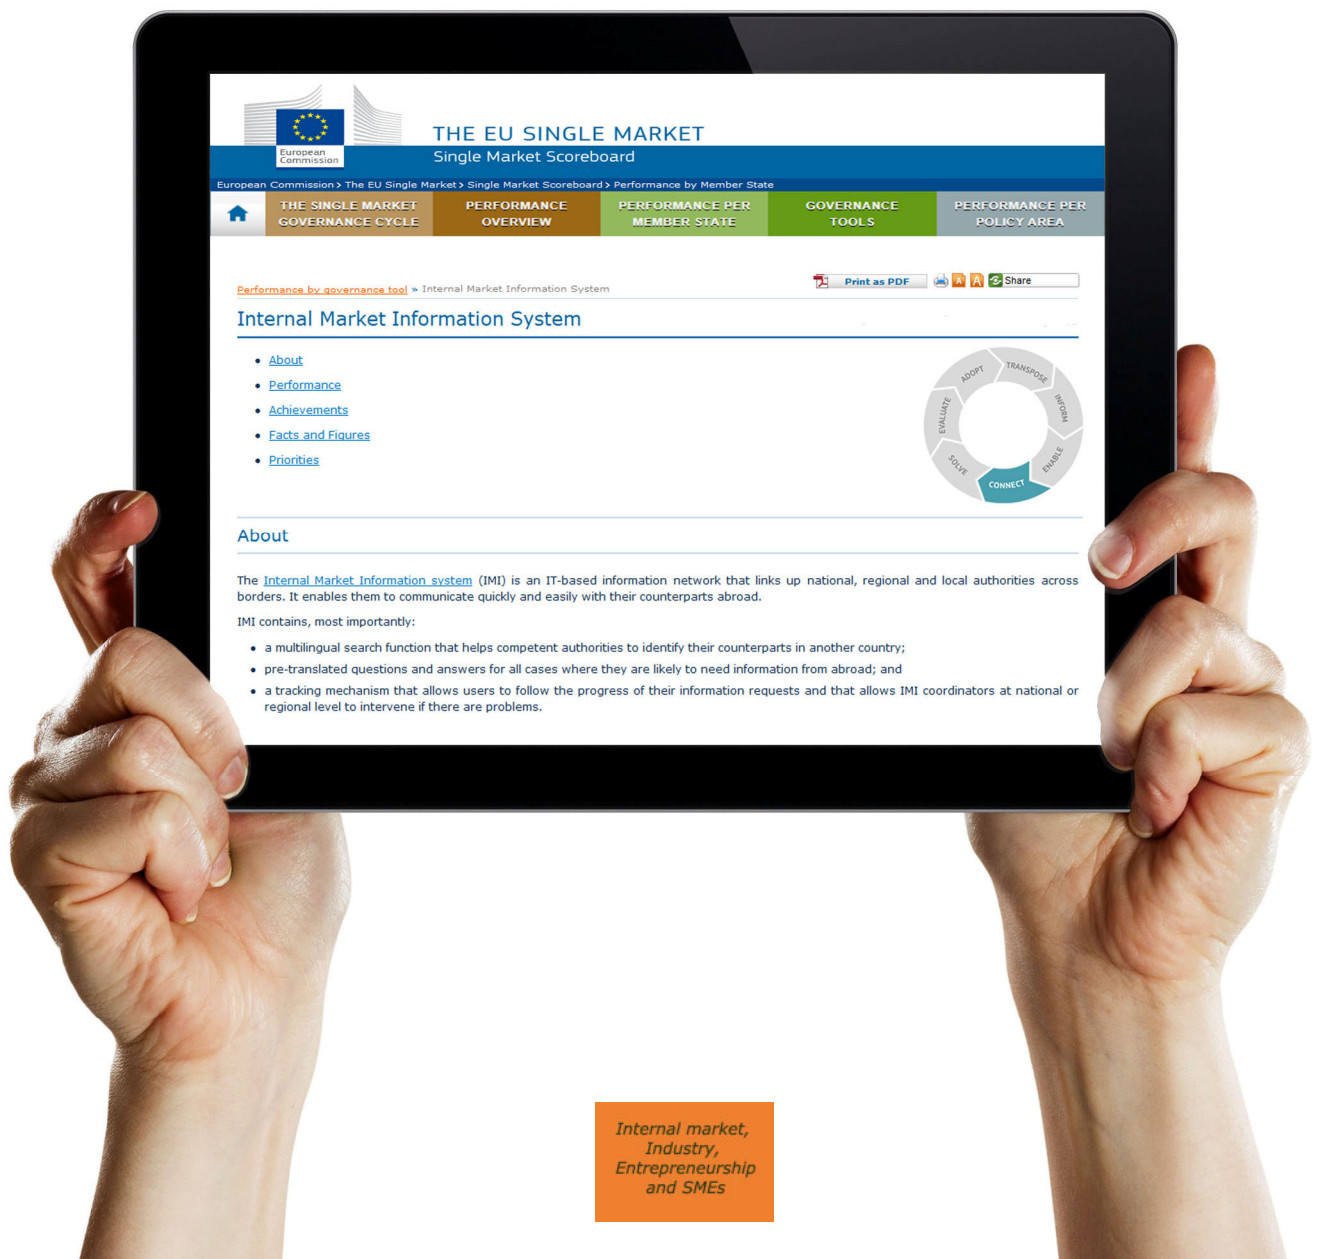 European
Commission
THE EU SINGLE MARKET
Single Market Scoreboard
European Commission > The EU Single Market > Single Market Scoreboard > Performance by Member State
THE SINGLE MARKET
GOVERNANCE CYCLE
PERFORMANCE
OVERVIEW
PERFORMANCE PER
MEMBER STATE
GOVERNANCE
TOOLS
PERFORMANCE PER
POLICY AREA
Performance by governance tool » Internal Market Information System
Print as PDF
A
A
Share
Internal Market Information System
• About
• Performance
• Achievements
• Facts and Figures
• Priorities
ADOPT
TRANSPOSE
INFORM
ENABLE
CONNECT
SOLVE
EVALUATE
About
The Internal Market Information system (IMI) is an IT-based information network that links up national, regional and local authorities across
borders. It enables them to communicate quickly and easily with their counterparts abroad.
IMI contains, most importantly:
• a multilingual search function that helps competent authorities to identify their counterparts in another country;
• pre-translated questions and answers for all cases where they are likely to need information from abroad; and
• a tracking mechanism that allows users to follow the progress of their information requests and that allows IMI coordinators at national or
regional level to intervene if there are problems.
Internal market,
Industry,
Entrepreneurship
and SMEs